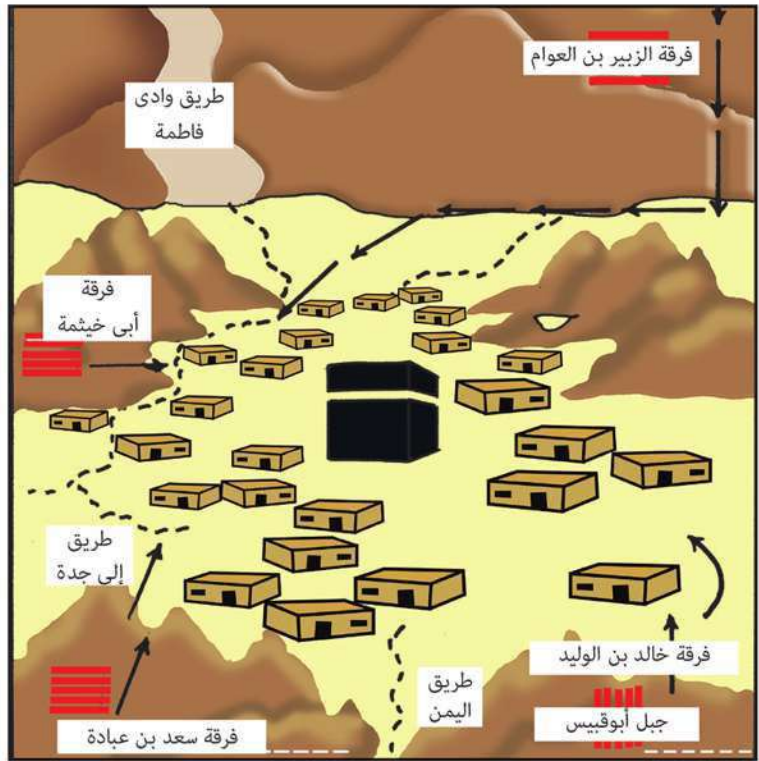 فرقة الزبير بن العوام
طريق وادى
فاطمة
فرقة
أبى خيثمة
طريق
إلى جدة
فرقة خالد بن الوليد
طريق
اليمن
جبل أبوقبيس
فرقة سعد بن عبادة